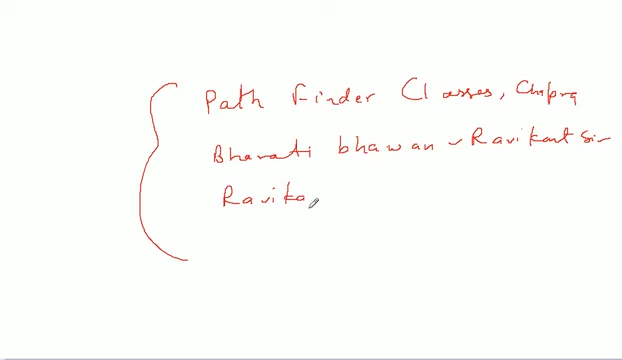 Path Finder Classes, Chapra
Bharati bhawan ~ Ravikant Sir
Ravika